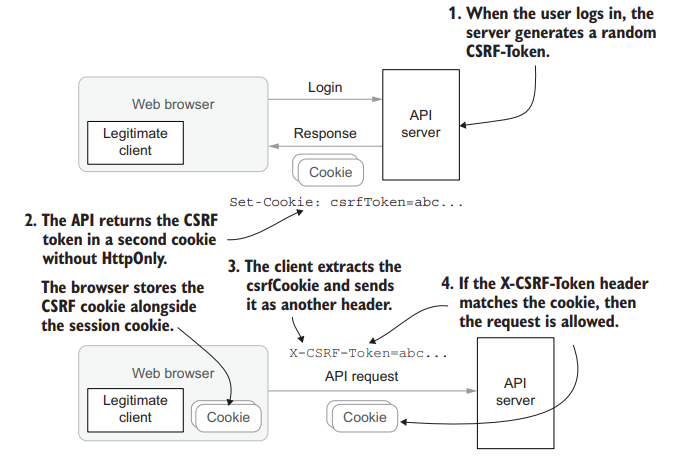 1. When the user logs in, the
server generates a random
CSRF-Token.
Login
Web browser
API
server
Legitimate
client
Response
Cookie
Set-Cookie: csrfToken=abc...
2. The API returns the CSRF
token in a second cookie
without HttpOnly.
The browser stores the
CSRF cookie alongside
the session cookie.
3. The client extracts the
csrfCookie and sends
it as another header.
4. If the X-CSRF-Token header
matches the cookie, then
the request is allowed.
X-CSRF-Token=abc...
Web browser
API request
API
server
Legitimate
client
Cookie
Cookie